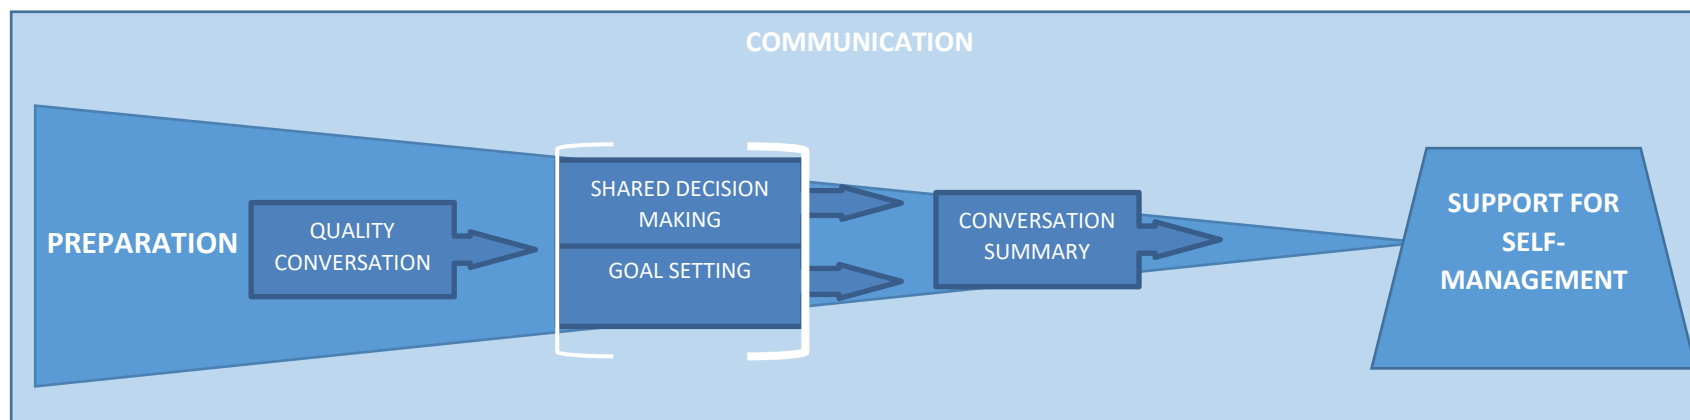 COMMUNICATION
PREPARATION
QUALITY
CONVERSATION
SHARED DECISION
MAKING
GOAL SETTING
CONVERSATION
SUMMARY
SUPPORT FOR
SELF-
MANAGEMENT